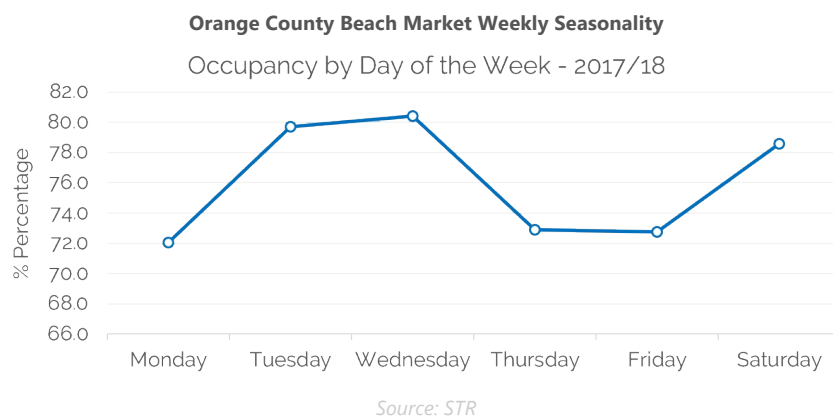 Orange County Beach Market Weekly Seasonality
Occupancy by Day of the Week - 2017/18
% Percentage
82.0
80.0
78.0
76.0
74.0
72.0
70.0
68.0
66.0
Monday Tuesday Wednesday Thursday Friday Saturday
Source: STR